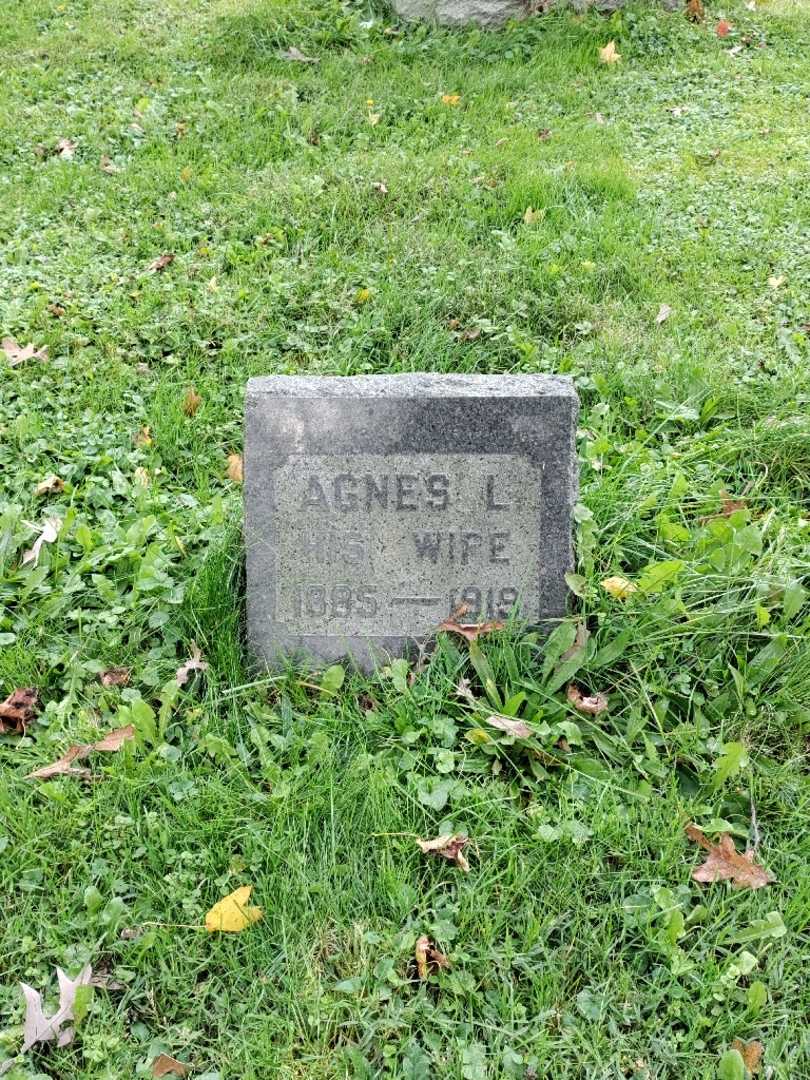 AGNES L.
HIS WIFE
1885 — 1919